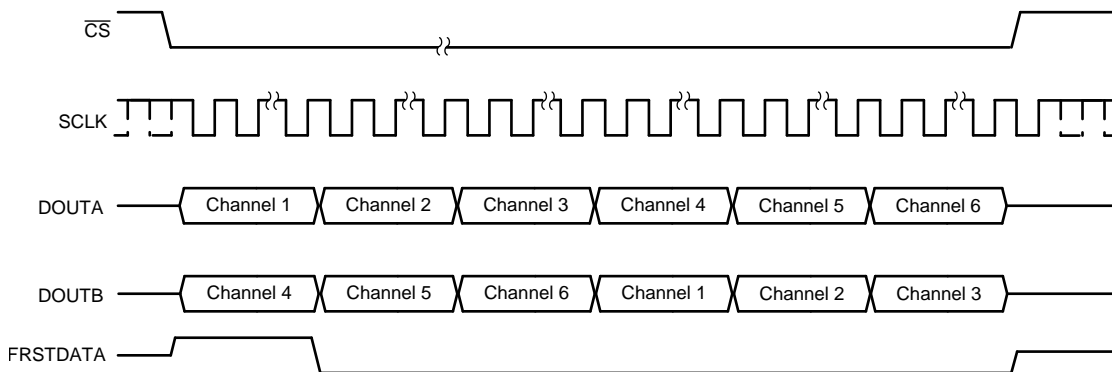 CS
SCLK
DOUTA Channel 1 Channel 2 Channel 3 Channel 4 Channel 5 Channel 6
DOUTB Channel 4 Channel 5 Channel 6 Channel 1 Channel 2 Channel 3
FRSTDATA